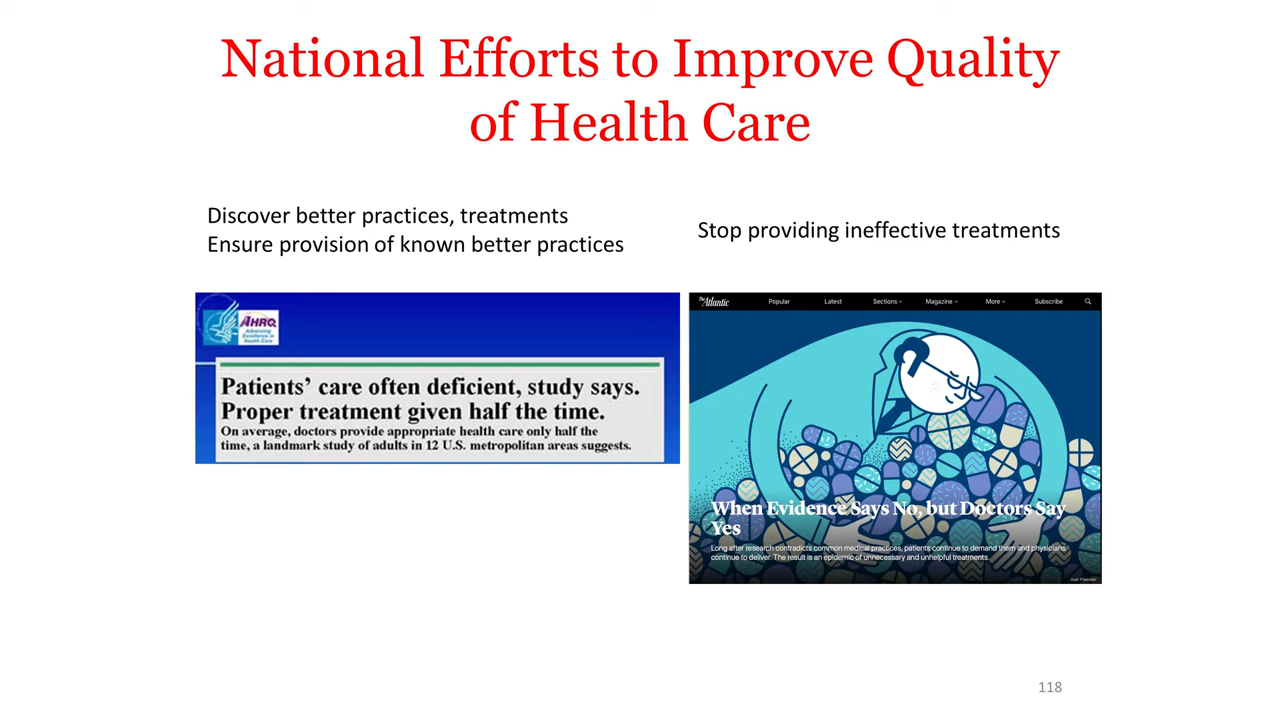 National Efforts to Improve Quality
of Health Care
Discover better practices, treatments
Ensure provision of known better practices
Stop providing ineffective treatments
AHRQ
Advancing
Excellence in
Health Care
Patients' care often deficient, study says.
Proper treatment given half the time.
On average, doctors provide appropriate health care only half the
time, a landmark study of adults in 12 U.S. metropolitan areas suggests.
The Atlantic
Popular
Latest
Sections
Magazine
More
Subscribe
When Evidence Says No, but Doctors Say
Yes
Long after research contradicts common medical practices, patients continue to demand them and physicians
continue to deliver. The result is an epidemic of unnecessary and unhelpful treatments.
118